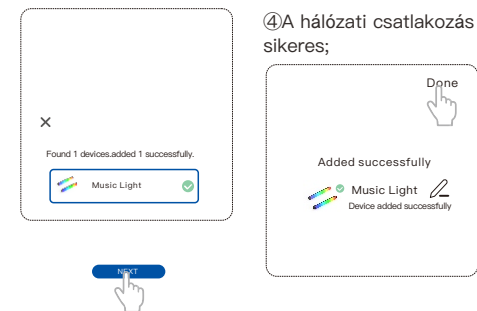 Found 1 devices.added 1 successfully.
Music Light
NEXT
④A hálózati csatlakozás
sikeres;
Done
Added successfully
Music Light
Device added successfully